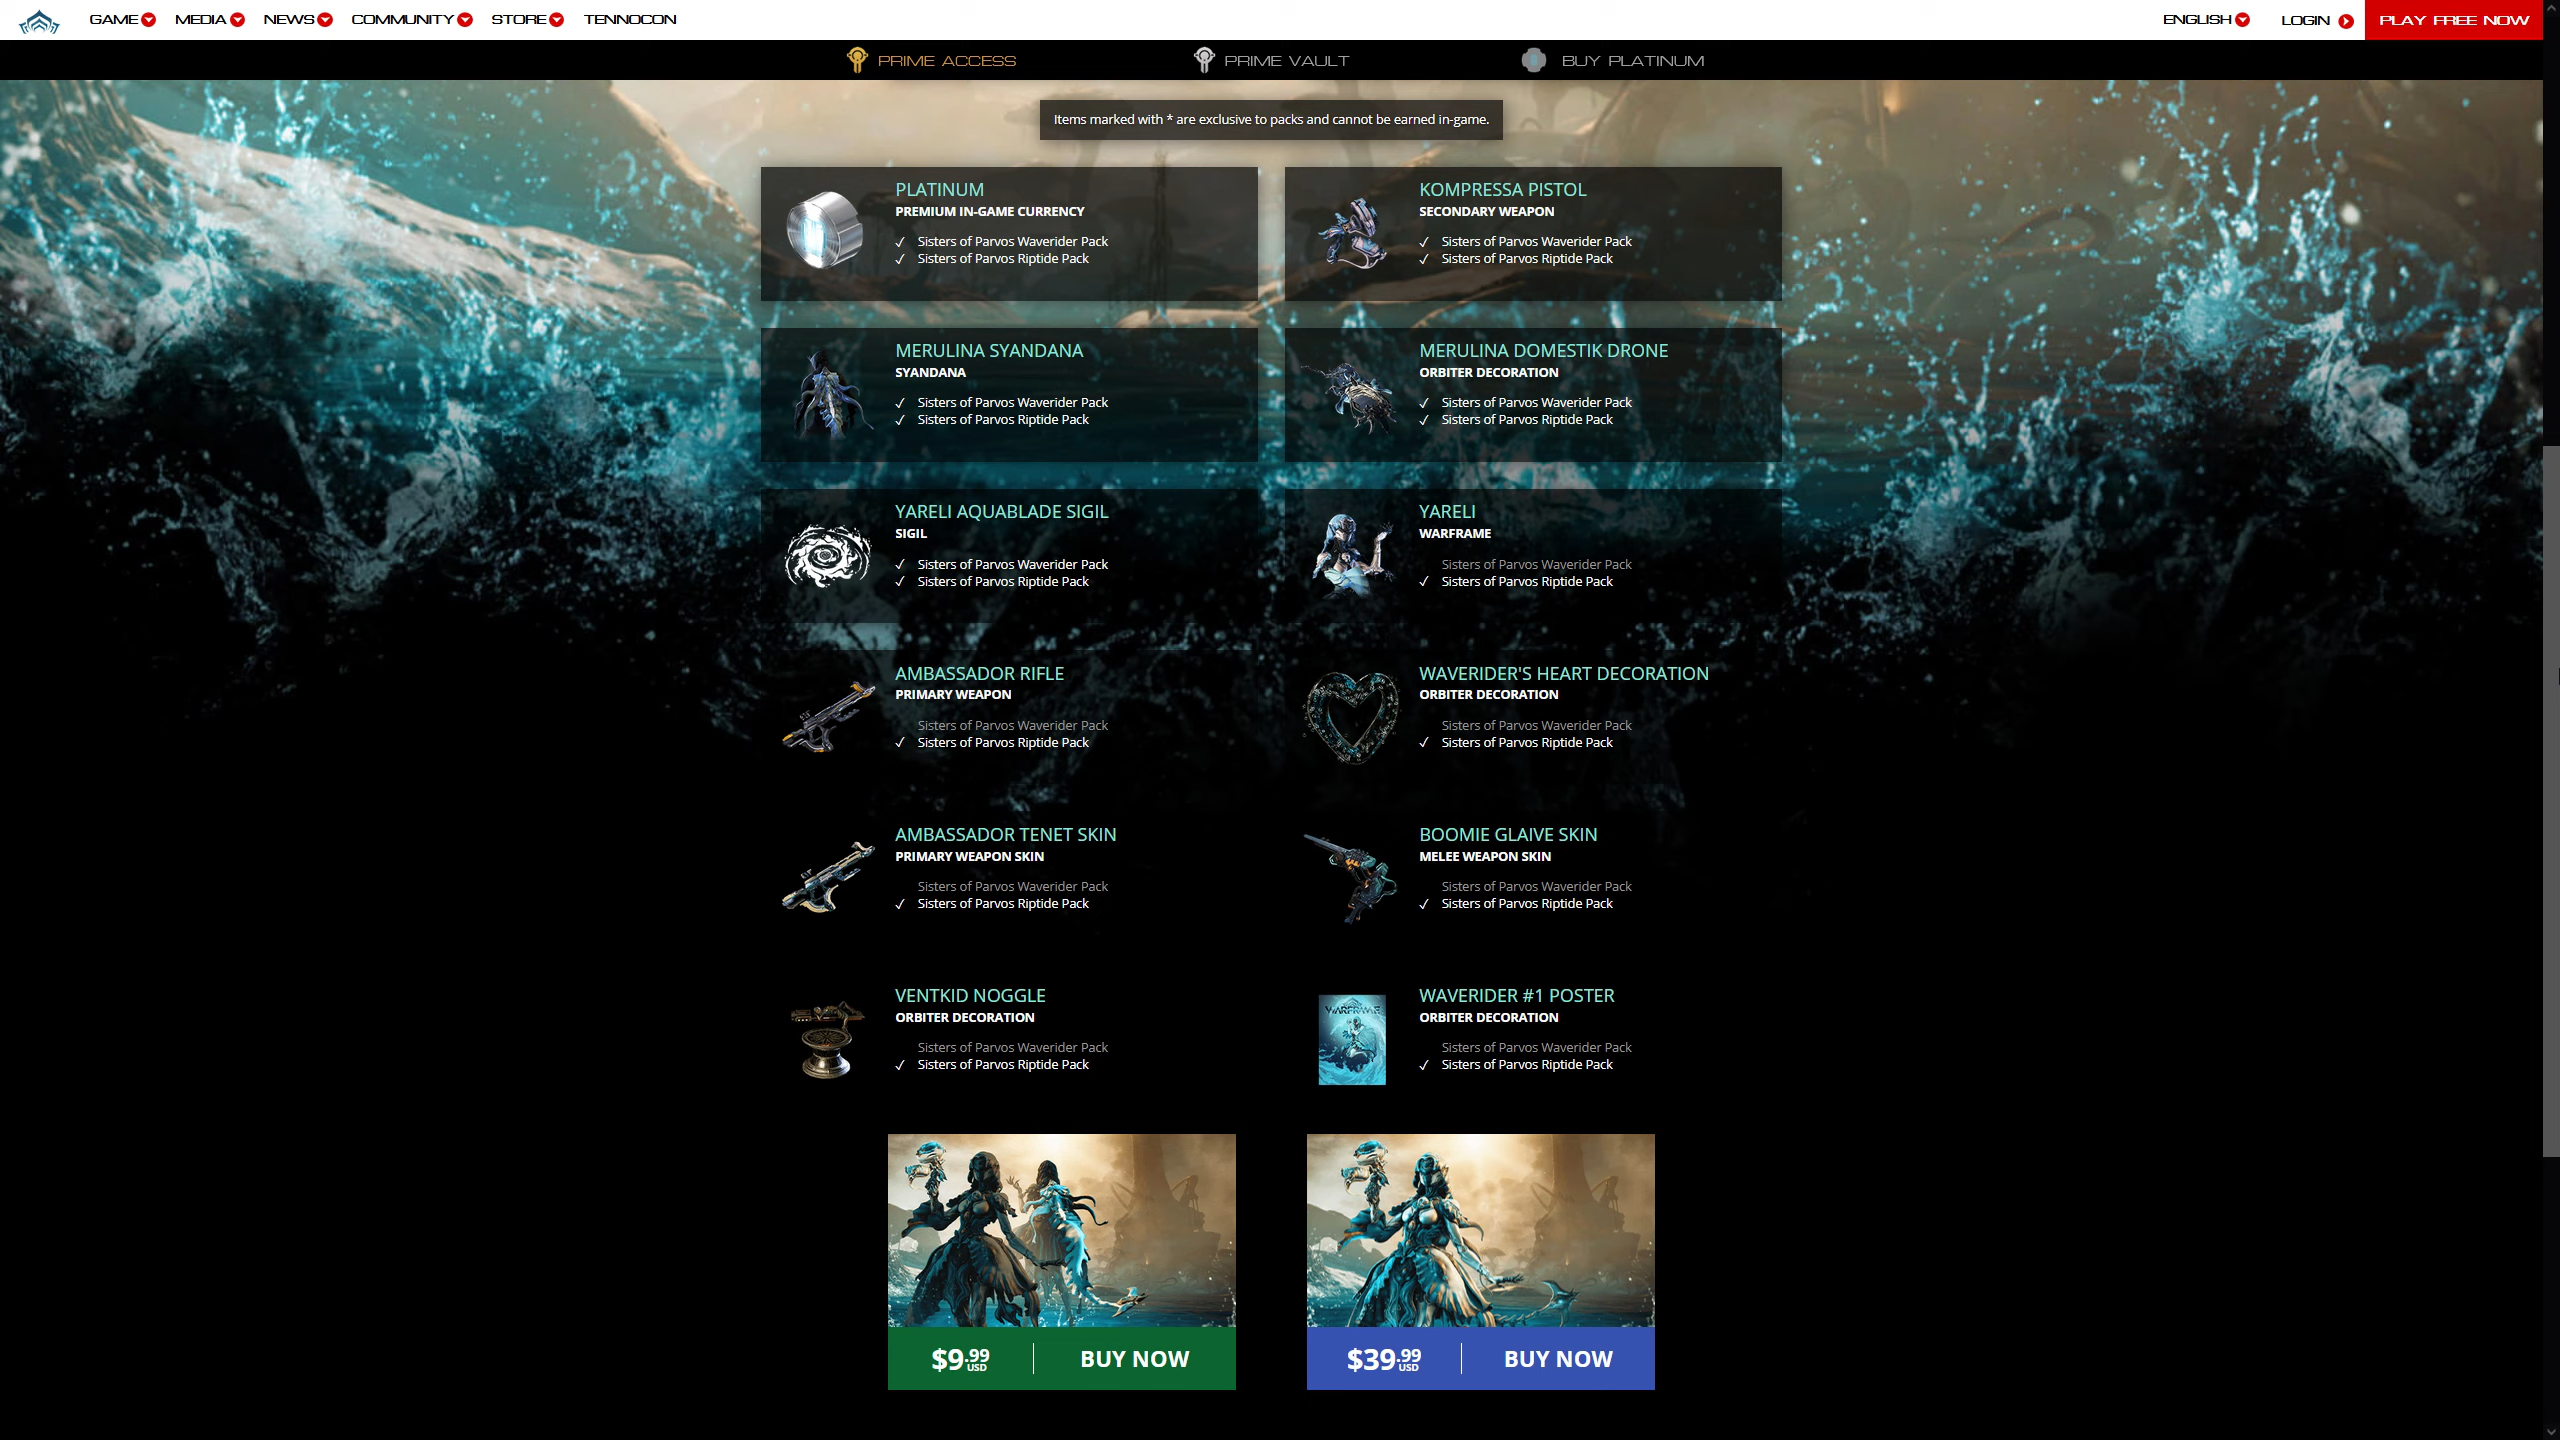 GAME
MEDIA
NEWS
COMMUNITY
STORE
TENNOCON
ENGLISH
LOGIN
PLAY FREE NOW
PRIME ACCESS
PRIME VAULT
BUY PLATINUM
Items marked with * are exclusive to packs and cannot be earned in-game.
PLATINUM
PREMIUM IN-GAME CURRENCY
✓ Sisters of Parvos Waverider Pack
✓ Sisters of Parvos Riptide Pack
KOMPRESSA PISTOL
SECONDARY WEAPON
✓ Sisters of Parvos Waverider Pack
✓ Sisters of Parvos Riptide Pack
MERULINA SYANDANA
SYANDANA
✓ Sisters of Parvos Waverider Pack
✓ Sisters of Parvos Riptide Pack
MERULINA DOMESTIK DRONE
ORBITER DECORATION
✓ Sisters of Parvos Waverider Pack
✓ Sisters of Parvos Riptide Pack
YARELI AQUABLADE SIGIL
SIGIL
✓ Sisters of Parvos Waverider Pack
✓ Sisters of Parvos Riptide Pack
YARELI
WARFRAME
Sisters of Parvos Waverider Pack
✓ Sisters of Parvos Riptide Pack
AMBASSADOR RIFLE
PRIMARY WEAPON
Sisters of Parvos Waverider Pack
✓ Sisters of Parvos Riptide Pack
WAVERIDER'S HEART DECORATION
ORBITER DECORATION
Sisters of Parvos Waverider Pack
✓ Sisters of Parvos Riptide Pack
AMBASSADOR TENET SKIN
PRIMARY WEAPON SKIN
Sisters of Parvos Waverider Pack
✓ Sisters of Parvos Riptide Pack
BOOMIE GLAIVE SKIN
MELEE WEAPON SKIN
Sisters of Parvos Waverider Pack
✓ Sisters of Parvos Riptide Pack
VENTKID NOGGLE
ORBITER DECORATION
Sisters of Parvos Waverider Pack
✓ Sisters of Parvos Riptide Pack
WARFRAME
WAVERIDER #1 POSTER
ORBITER DECORATION
Sisters of Parvos Waverider Pack
✓ Sisters of Parvos Riptide Pack
$9.99 USD
BUY NOW
$39.99 USD
BUY NOW